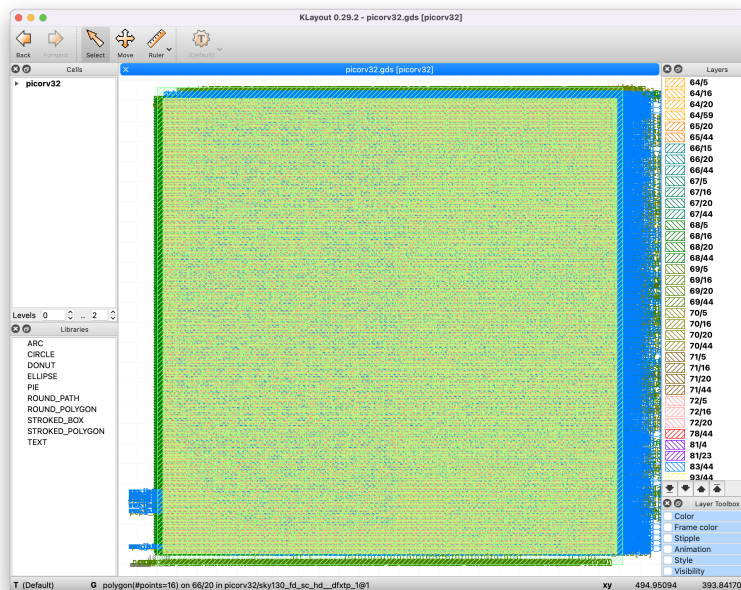 KLayout 0.29.2 - picorv32.gds [picorv32]
Back
Forward
Select
Move
Ruler
(Default)
Cells
picorv32
Levels 0 .. 2
Libraries
ARC
CIRCLE
DONUT
ELLIPSE
PIE
ROUND_PATH
ROUND_POLYGON
STROKED_BOX
STROKED_POLYGON
TEXT
picorv32.gds [picorv32]
Layers
64/5
64/16
64/20
64/59
65/20
65/44
66/15
66/20
66/44
67/5
67/16
67/20
67/44
68/5
68/16
68/20
68/44
69/5
69/16
69/20
69/44
70/5
70/16
70/20
70/44
71/5
71/16
71/20
71/44
72/5
72/16
72/20
78/44
81/4
81/23
83/44
93/44
Layer Toolbox
Color
Frame color
Stipple
Animation
Style
Visibility
T (Default) G polygon(#points=16) on 66/20 in picorv32/sky130_fd_sc_hd__dfxtp_1@1 xy 494.95094 393.84170